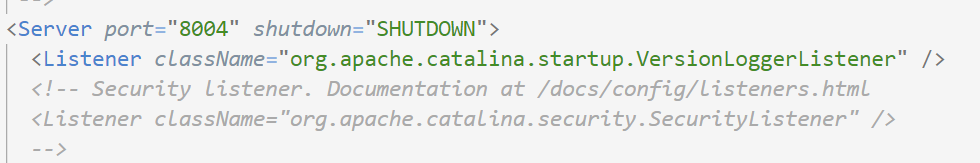 -->
<Server port="8004" shutdown="SHUTDOWN">
<Listener className="org.apache.catalina.startup.VersionLoggerListener" />
<!-- Security listener. Documentation at /docs/config/listeners.html
<Listener className="org.apache.catalina.security.SecurityListener" />
-->